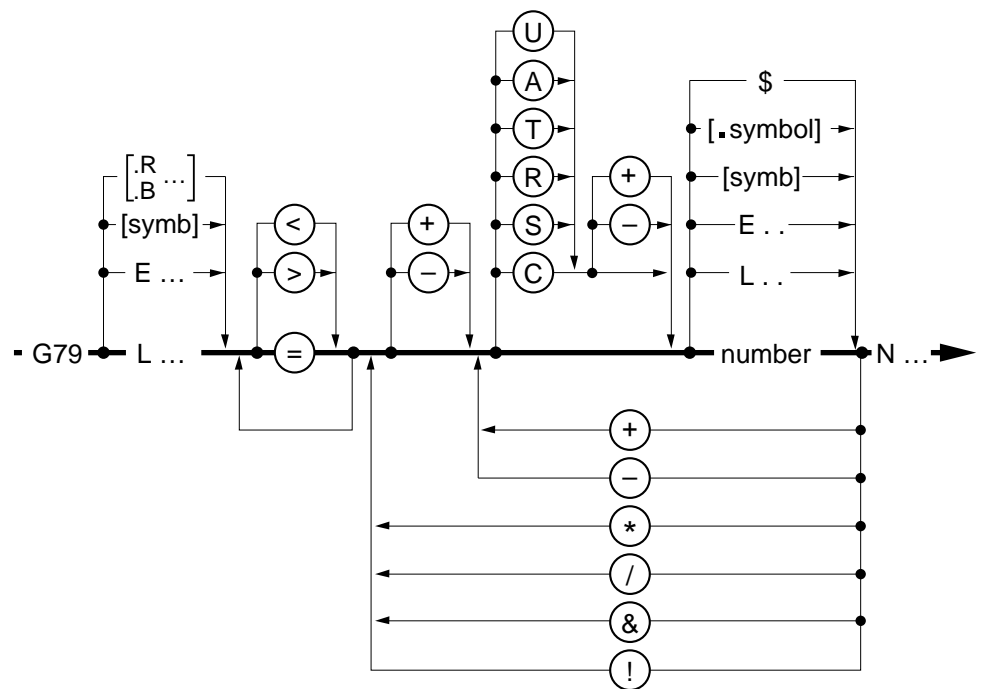 U
A
$
T
[.symbol]
[.R
.B ...]
R
+
[symb]
[symb]
<
+
S
−
E . .
E ...
>
−
C
L . .
G79 L ... = number N ...
+
−
*
/
&
!